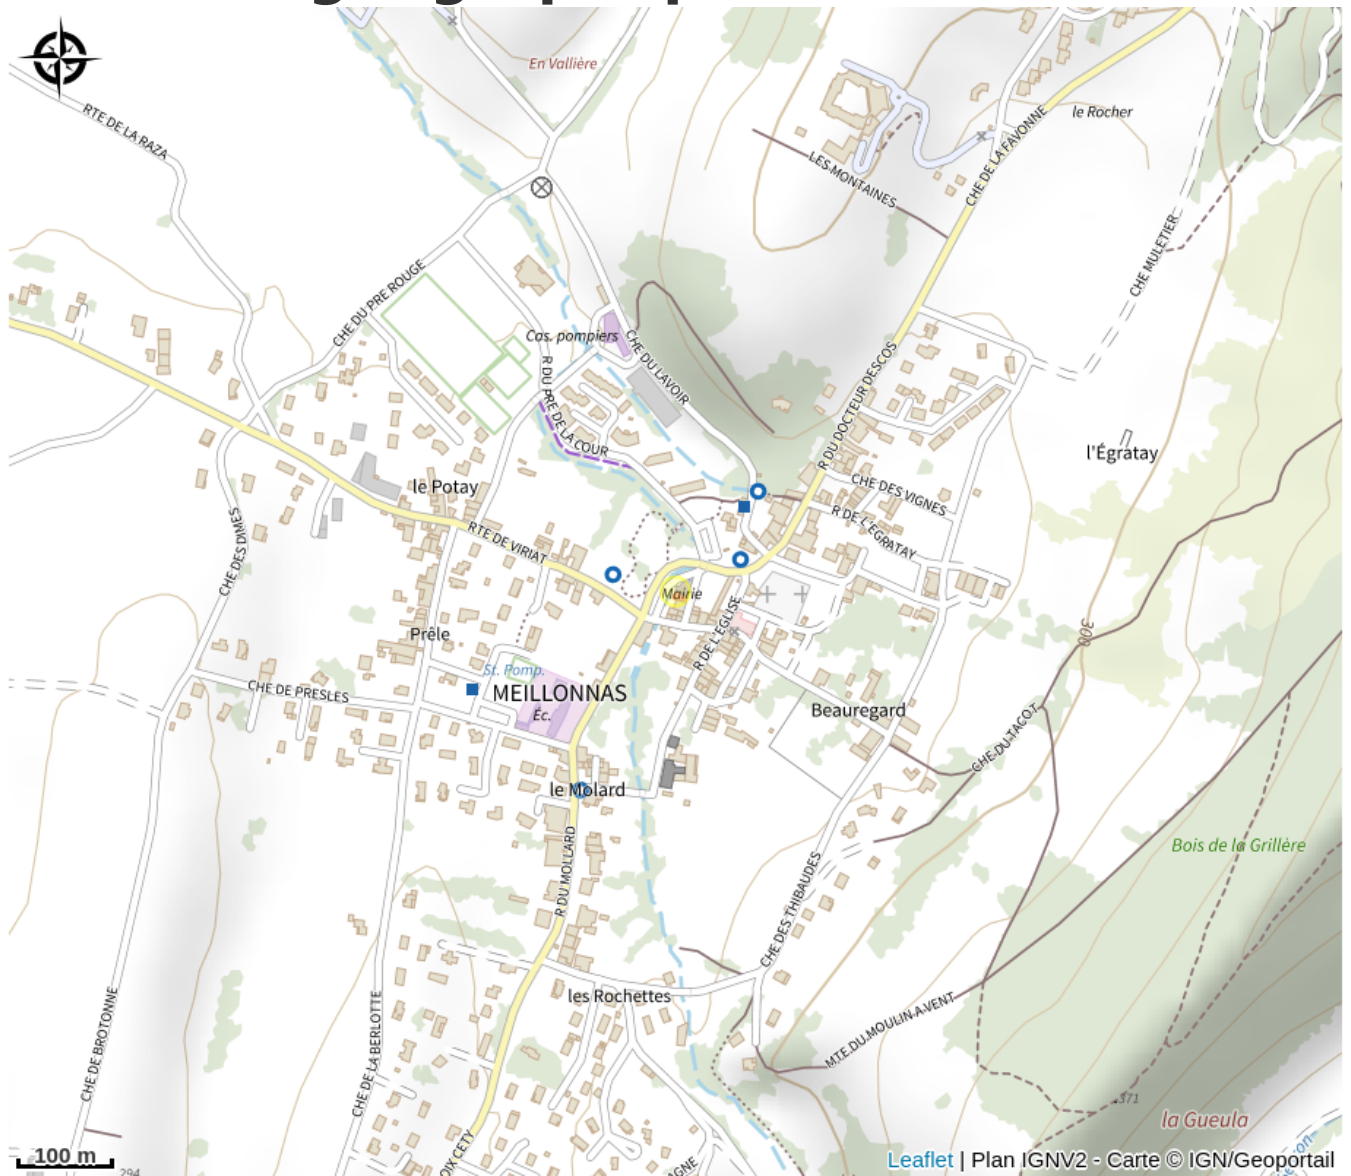 En Vallière
RTE DE LA RAZA
le Rocher
CHE DE LA FAVONNE
LES MONTAINES
CHE MULETIER
CHE DU PRE ROUGE
Cas. pompiers
CHE DU LAVOIR
R DU PRE DE LA COUR
R DU DOCTEUR DESCOS
l'Égratay
le Potay
CHE DES VIGNES
R DE L'EGRATAY
RTE DE VIRIAT
CHE DES DIMES
Mairie
Prêle
R DE L'EGLISE
300
St. Pomp.
CHE DE PRESLES
MEILLONNAS
Éc.
Beauregard
CHE DU TACOT
le Molard
Bois de la Grillère
R DU MOLLARD
CHE DES THIBAUDES
les Rochettes
CHE DE BROTONNE
CHE DE LA BERLOTTE
MTE DU MOULIN A VENT
371
la Gueula
OIX CETY
AGNE
100 m
294
Leaflet | Plan IGNV2 - Carte © IGN/Geoportail